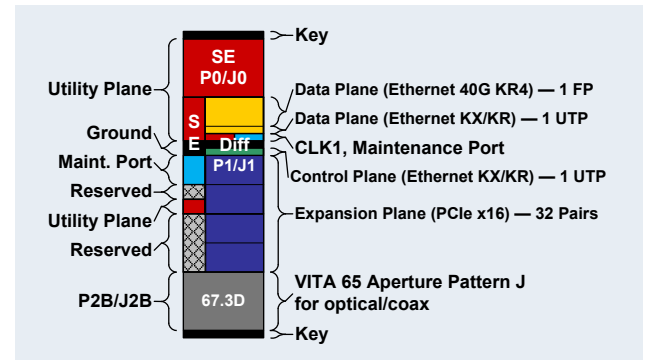 Key
SE
P0/J0
Utility Plane
Data Plane (Ethernet 40G KR4) — 1 FP
Data Plane (Ethernet KX/KR) — 1 UTP
S
E
Diff
Ground
CLK1, Maintenance Port
Maint. Port
P1/J1
Control Plane (Ethernet KX/KR) — 1 UTP
Reserved
Utility Plane
Expansion Plane (PCIe x16) — 32 Pairs
Reserved
P2B/J2B
67.3D
VITA 65 Aperture Pattern J
for optical/coax
Key